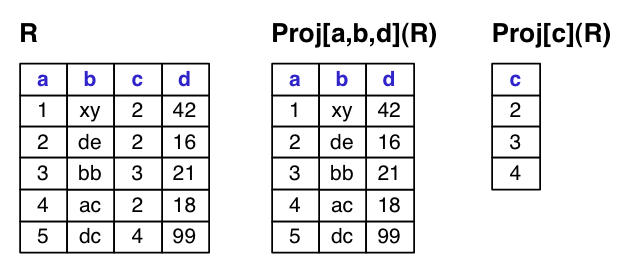 R Proj[a,b,d](R) Proj[c](R)
a b c d a b d c
1 xy 2 42 1 xy 42 2
2 de 2 16 2 de 16 3
3 bb 3 21 3 bb 21 4
4 ac 2 18 4 ac 18
5 dc 4 99 5 dc 99